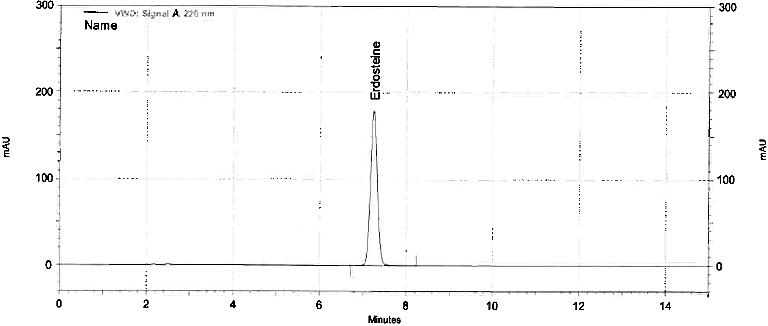 VWD: Signal A, 220 nm
Name
300
300
Erdosteine
200
200
mAU
mAU
100
100
0
0
0 2 4 6 8 10 12 14
Minutes